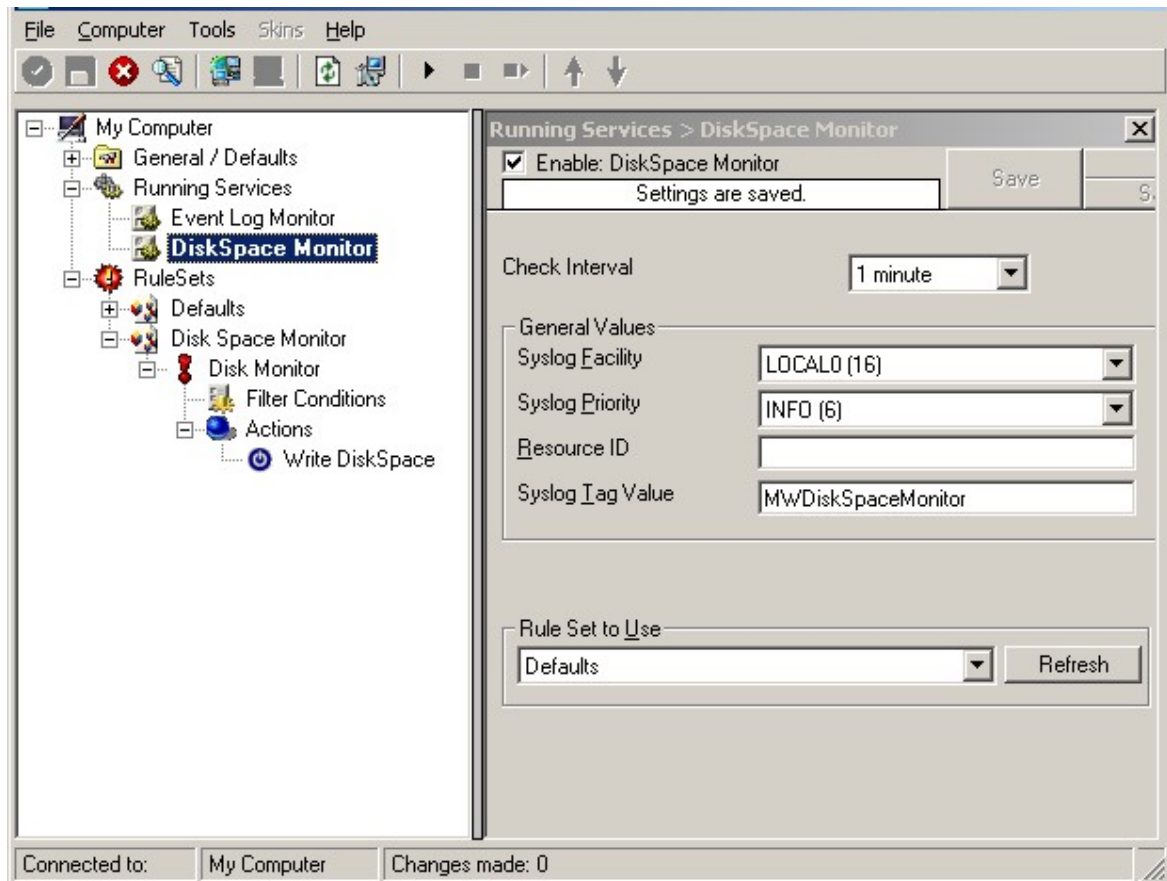 File Computer Tools Skins Help
My Computer
General / Defaults
Running Services
Event Log Monitor
DiskSpace Monitor
RuleSets
Defaults
Disk Space Monitor
Disk Monitor
Filter Conditions
Actions
Write DiskSpace
Running Services > DiskSpace Monitor
Enable: DiskSpace Monitor
Settings are saved.
Save
Check Interval
1 minute
General Values
Syslog Facility
LOCAL0 (16)
Syslog Priority
INFO (6)
Resource ID
Syslog Tag Value
MWDiskSpaceMonitor
Rule Set to Use
Defaults
Refresh
Connected to: My Computer Changes made: 0